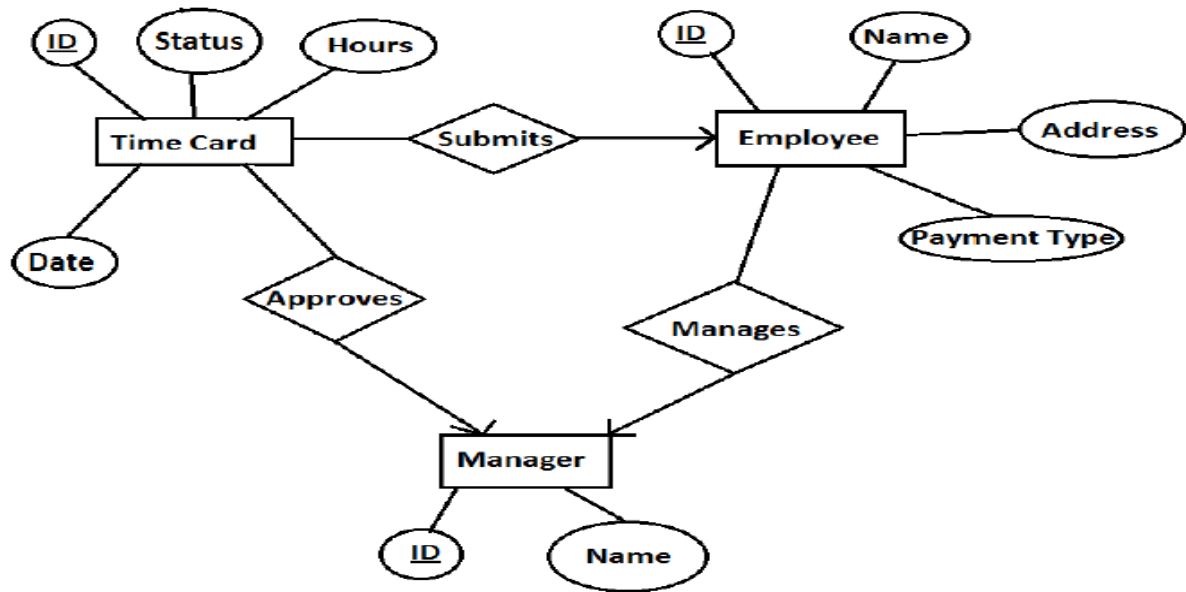 ID
Status
Hours
ID
Name
Time Card
Submits
Employee
Address
Date
Payment Type
Approves
Manages
Manager
ID
Name